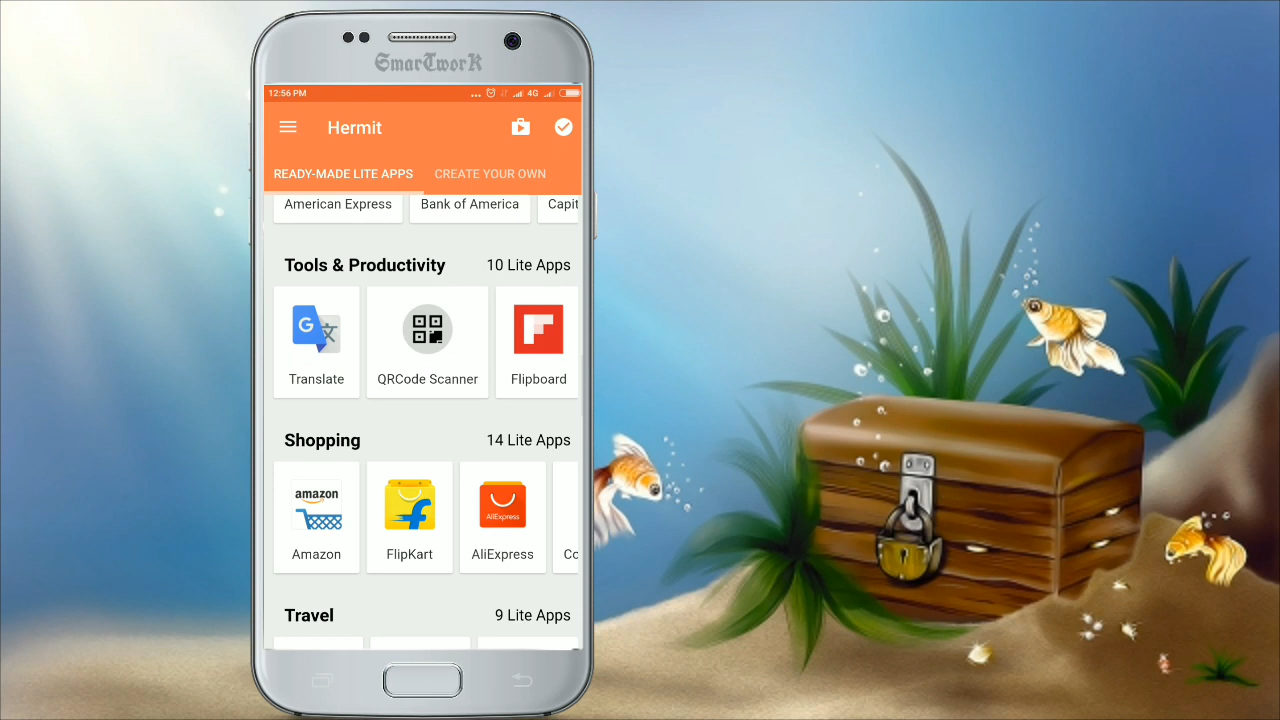 SmarTworK
12:56 PM
4G
Hermit
READY-MADE LITE APPS CREATE YOUR OWN
American Express Bank of America Capit
Tools & Productivity 10 Lite Apps
G 文
Translate QRCode Scanner Flipboard
Shopping 14 Lite Apps
amazon
AliExpress
Amazon FlipKart AliExpress Co
Travel 9 Lite Apps